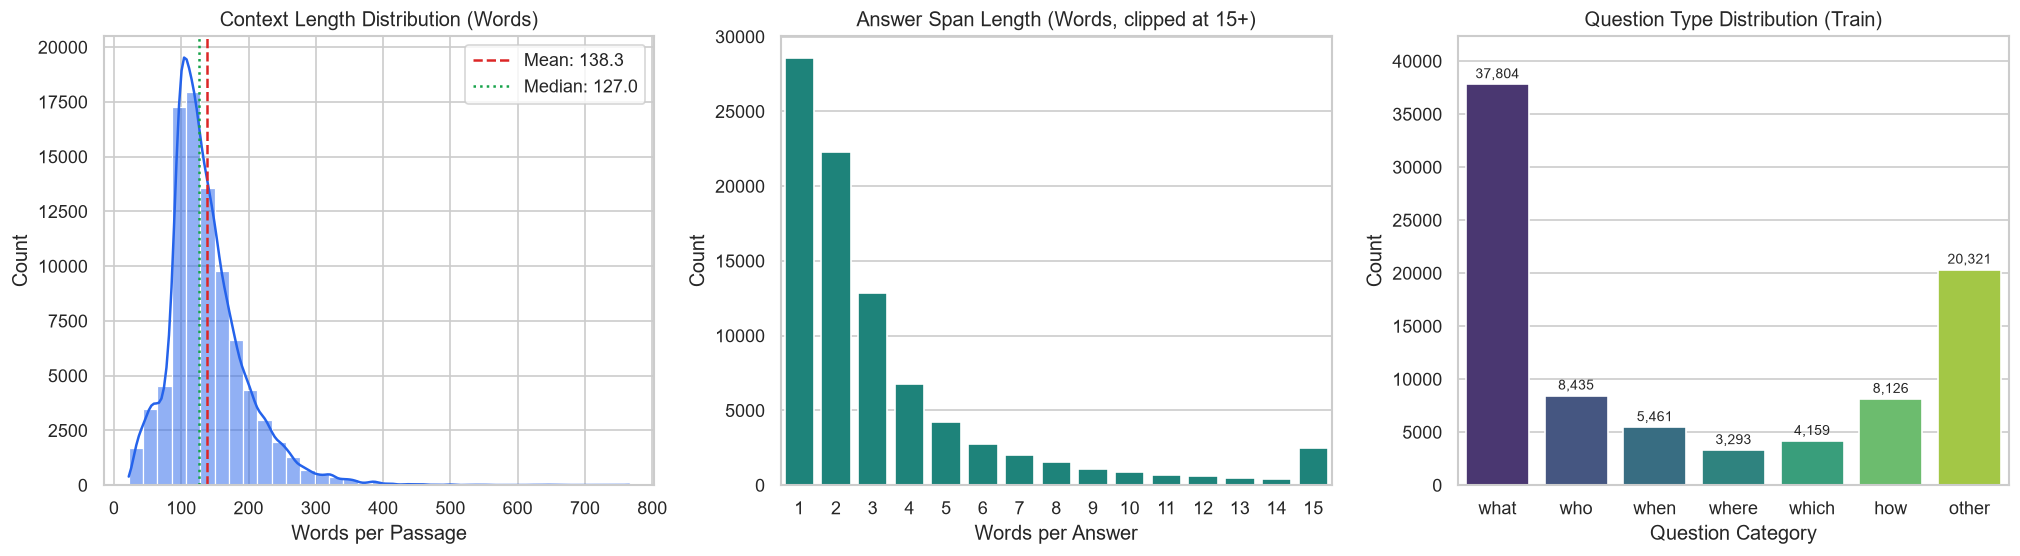 Context Length Distribution (Words)
20000
17500
15000
12500
10000
7500
5000
2500
0
Count
Mean: 138.3
Median: 127.0
0 100 200 300 400 500 600 700 800
Words per Passage
Answer Span Length (Words, clipped at 15+)
30000
25000
20000
15000
10000
5000
0
Count
1 2 3 4 5 6 7 8 9 10 11 12 13 14 15
Words per Answer
Question Type Distribution (Train)
40000
35000
30000
25000
20000
15000
10000
5000
0
Count
37,804
8,435
5,461
3,293
4,159
8,126
20,321
what who when where which how other
Question Category